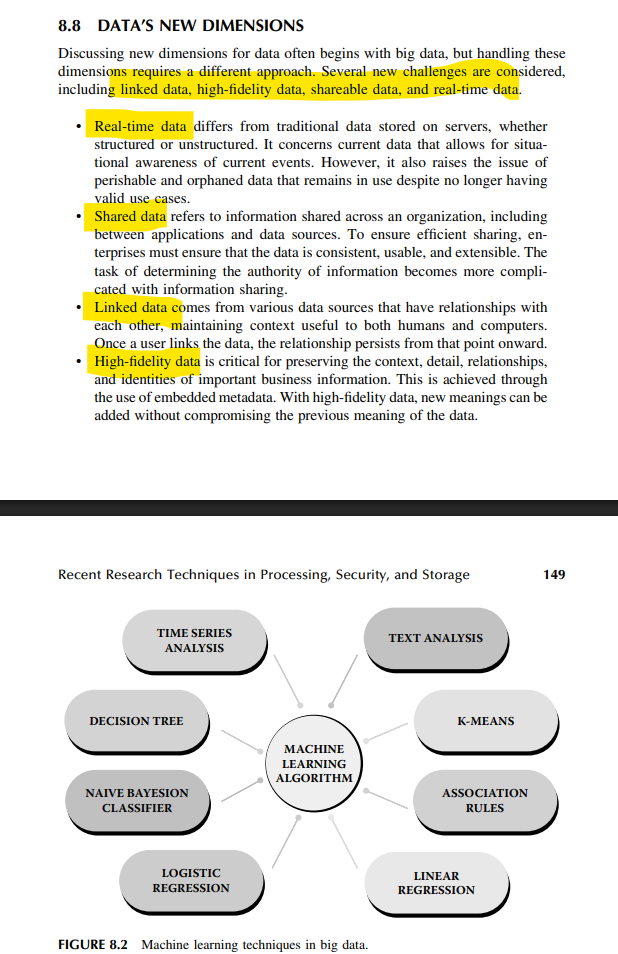 8.8 DATA'S NEW DIMENSIONS
Discussing new dimensions for data often begins with big data, but handling these
dimensions requires a different approach. Several new challenges are considered,
including linked data, high-fidelity data, shareable data, and real-time data.
• Real-time data differs from traditional data stored on servers, whether
structured or unstructured. It concerns current data that allows for situa-
tional awareness of current events. However, it also raises the issue of
perishable and orphaned data that remains in use despite no longer having
valid use cases.
• Shared data refers to information shared across an organization, including
between applications and data sources. To ensure efficient sharing, en-
terprises must ensure that the data is consistent, usable, and extensible. The
task of determining the authority of information becomes more compli-
cated with information sharing.
• Linked data comes from various data sources that have relationships with
each other, maintaining context useful to both humans and computers.
Once a user links the data, the relationship persists from that point onward.
• High-fidelity data is critical for preserving the context, detail, relationships,
and identities of important business information. This is achieved through
the use of embedded metadata. With high-fidelity data, new meanings can be
added without compromising the previous meaning of the data.
Recent Research Techniques in Processing, Security, and Storage 149
TIME SERIES
ANALYSIS
TEXT ANALYSIS
DECISION TREE
K-MEANS
MACHINE
LEARNING
ALGORITHM
NAIVE BAYESION
CLASSIFIER
ASSOCIATION
RULES
LOGISTIC
REGRESSION
LINEAR
REGRESSION
FIGURE 8.2 Machine learning techniques in big data.